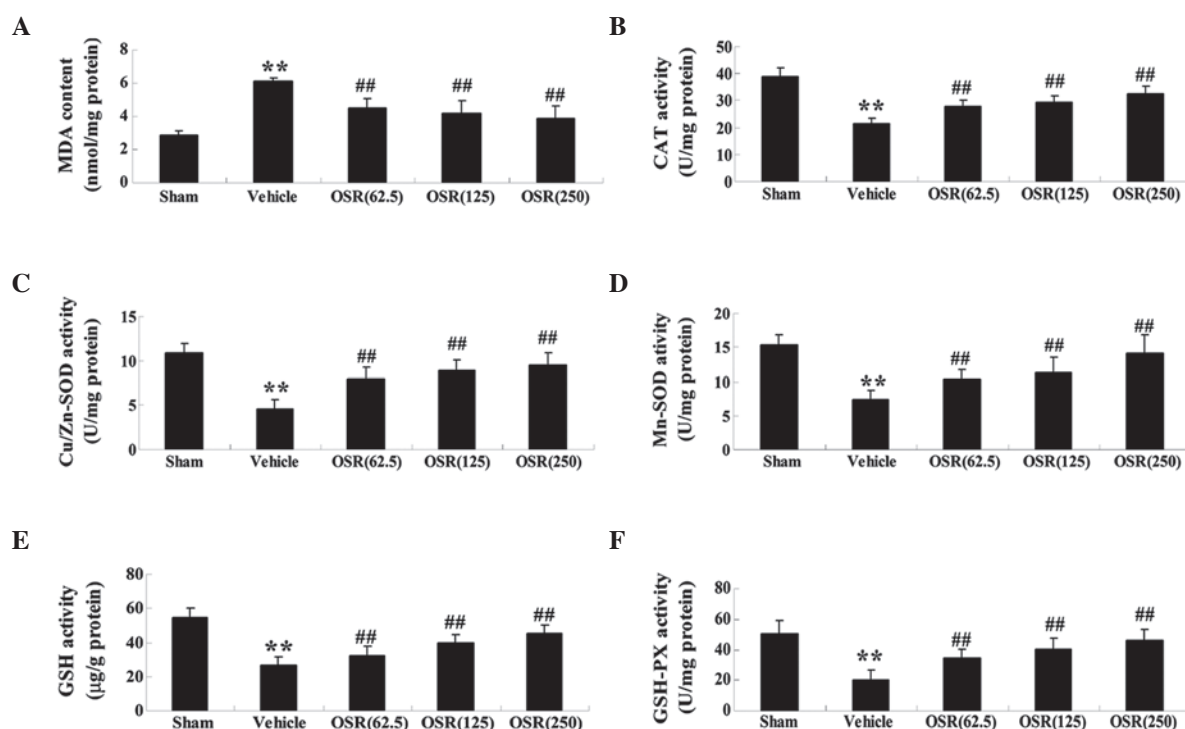 A
MDA content
(nmol/mg protein)
8
6
4
2
0
**
##
##
##
Sham Vehicle OSR(62.5) OSR(125) OSR(250)
B
CAT activity
(U/mg protein)
50
40
30
20
10
0
**
##
##
##
Sham Vehicle OSR(62.5) OSR(125) OSR(250)
C
Cu/Zn-SOD activity
(U/mg protein)
15
10
5
0
**
##
##
##
Sham Vehicle OSR(62.5) OSR(125) OSR(250)
D
Mn-SOD ativity
(U/mg protein)
20
15
10
5
0
**
##
##
##
Sham Vehicle OSR(62.5) OSR(125) OSR(250)
E
GSH activity
(μg/g protein)
80
60
40
20
0
**
##
##
##
Sham Vehicle OSR(62.5) OSR(125) OSR(250)
F
GSH-PX activity
(U/mg protein)
80
60
40
20
0
**
##
##
##
Sham Vehicle OSR(62.5) OSR(125) OSR(250)